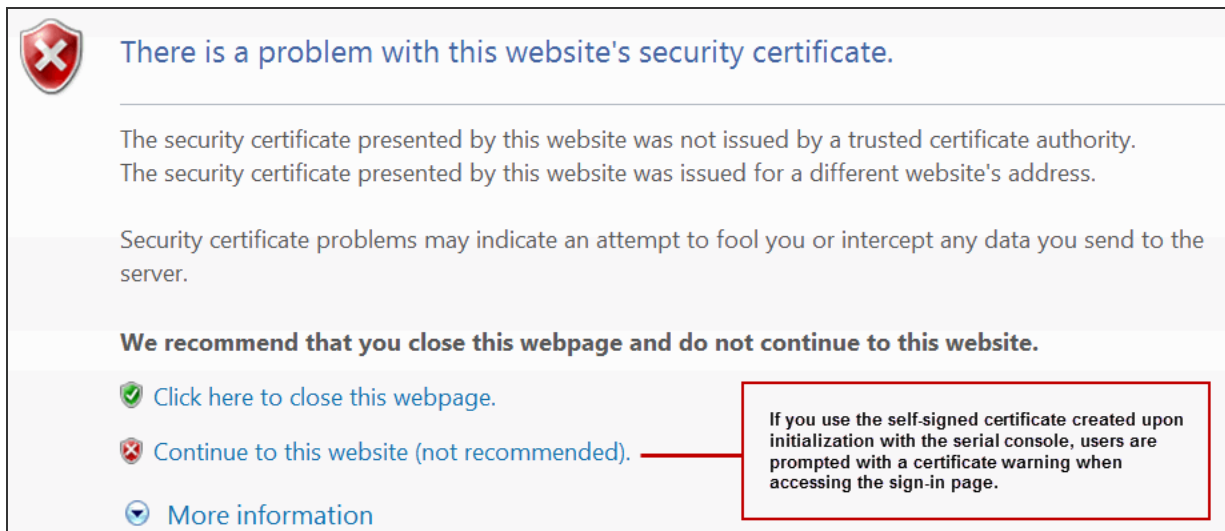 There is a problem with this website's security certificate.
The security certificate presented by this website was not issued by a trusted certificate authority.
The security certificate presented by this website was issued for a different website's address.
Security certificate problems may indicate an attempt to fool you or intercept any data you send to the
server.
We recommend that you close this webpage and do not continue to this website.
Click here to close this webpage.
Continue to this website (not recommended).
More information
If you use the self-signed certificate created upon
initialization with the serial console, users are
prompted with a certificate warning when
accessing the sign-in page.